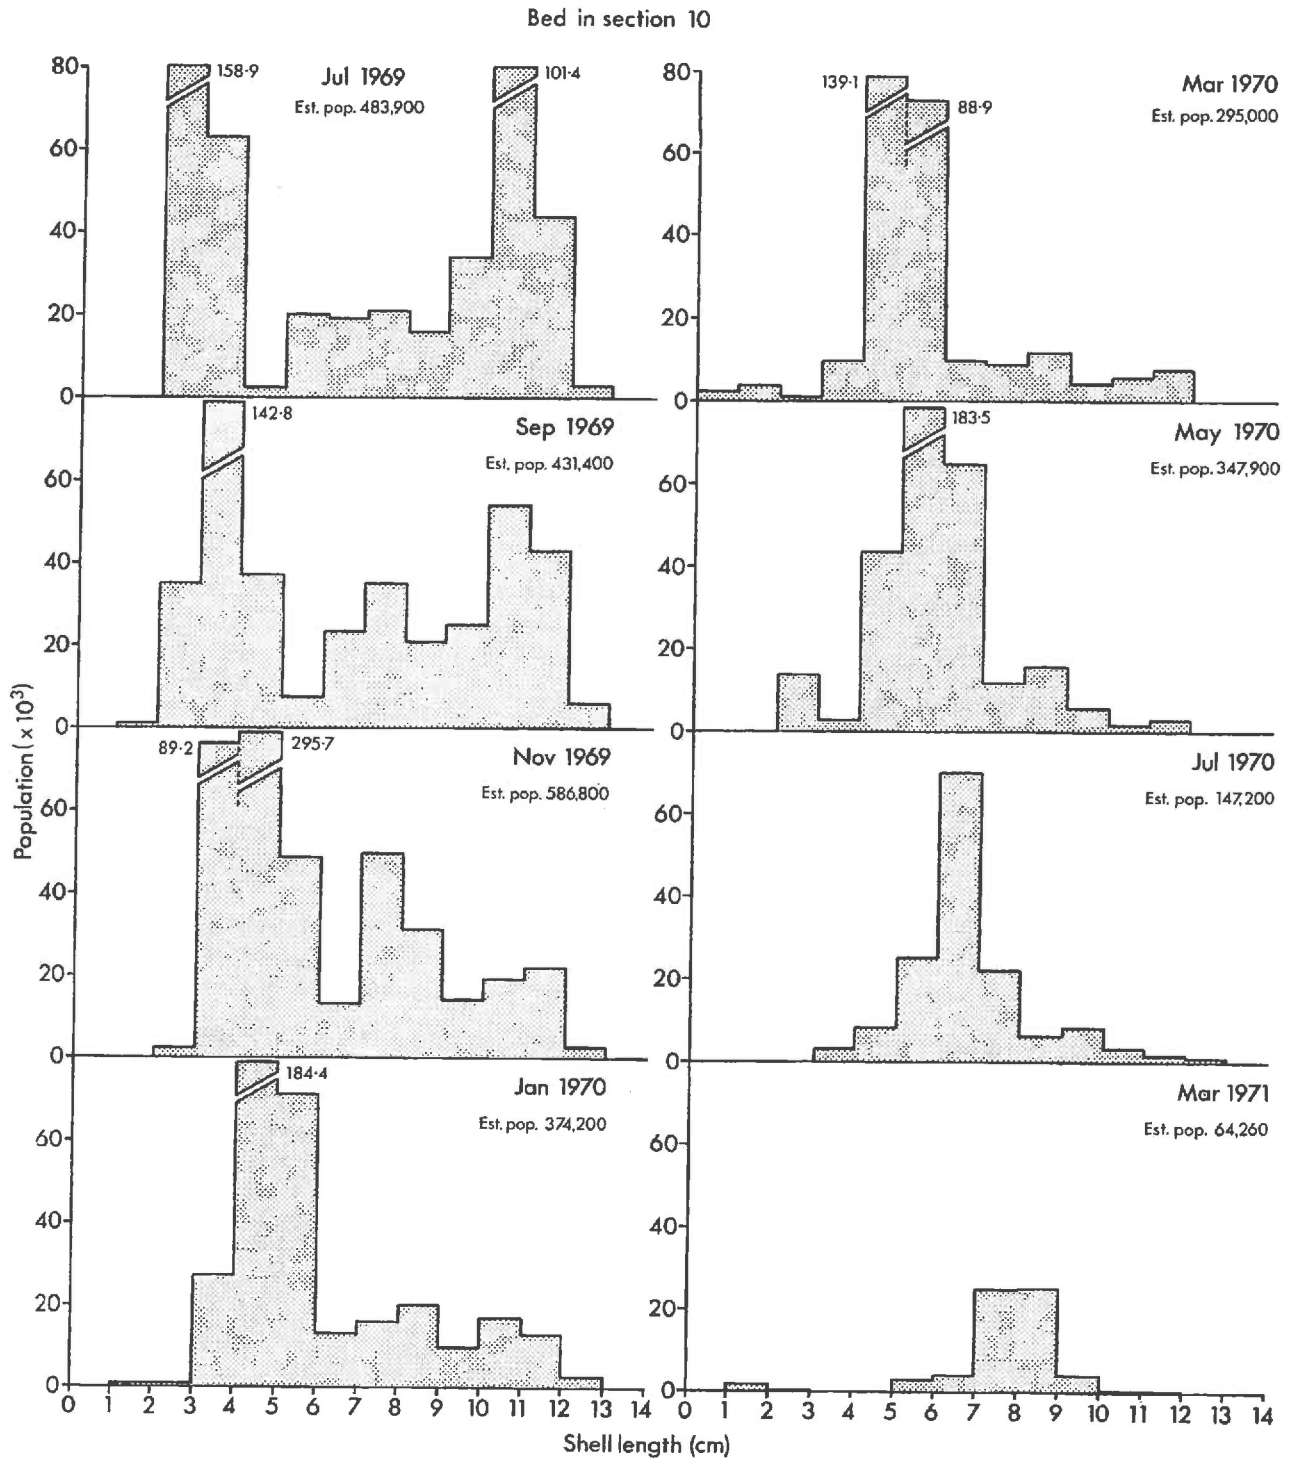 Bed in section 10
Population (x 10³)
80
60
40
20
0
158·9
101·4
Jul 1969
Est. pop. 483,900
60
40
20
0
142·8
Sep 1969
Est. pop. 431,400
60
40
20
0
89·2
295·7
Nov 1969
Est. pop. 586,800
60
40
20
0
184·4
Jan 1970
Est. pop. 374,200
0 1 2 3 4 5 6 7 8 9 10 11 12 13 14
80
60
40
20
0
139·1
88·9
Mar 1970
Est. pop. 295,000
60
40
20
0
183·5
May 1970
Est. pop. 347,900
60
40
20
0
Jul 1970
Est. pop. 147,200
60
40
20
0
Mar 1971
Est. pop. 64,260
0 1 2 3 4 5 6 7 8 9 10 11 12 13 14
Shell length (cm)